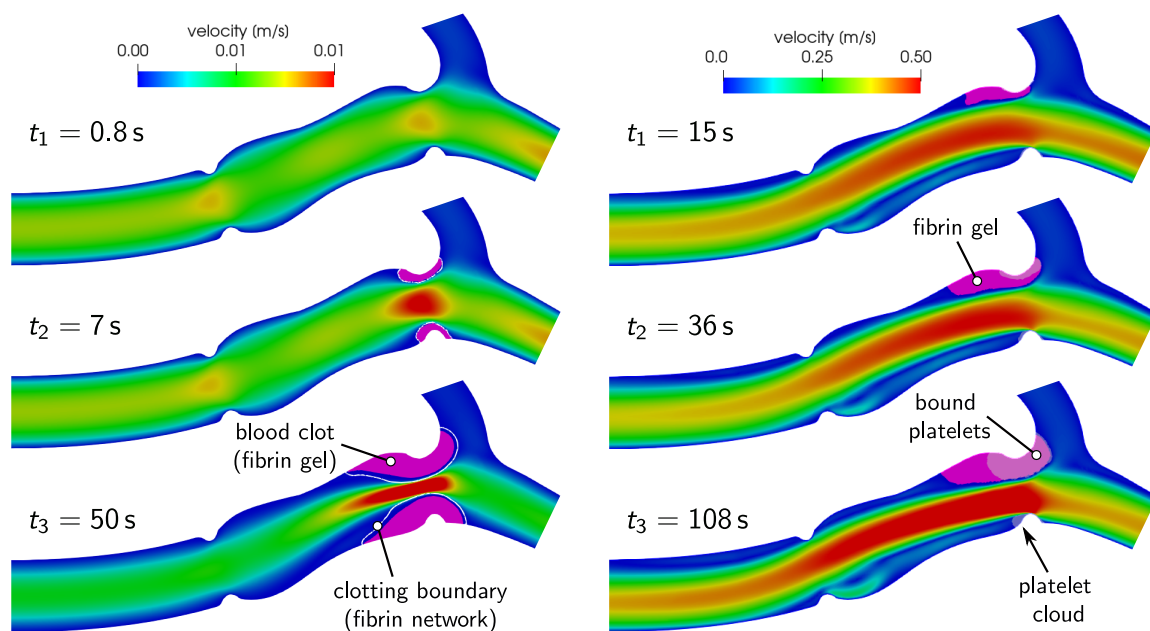 velocity [m/s]
0.00 0.01 0.01
t₁ = 0.8 s
t₂ = 7 s
blood clot
(fibrin gel)
t₃ = 50 s
clotting boundary
(fibrin network)
velocity [m/s]
0.0 0.25 0.50
t₁ = 15 s
fibrin gel
t₂ = 36 s
bound
platelets
t₃ = 108 s
platelet
cloud